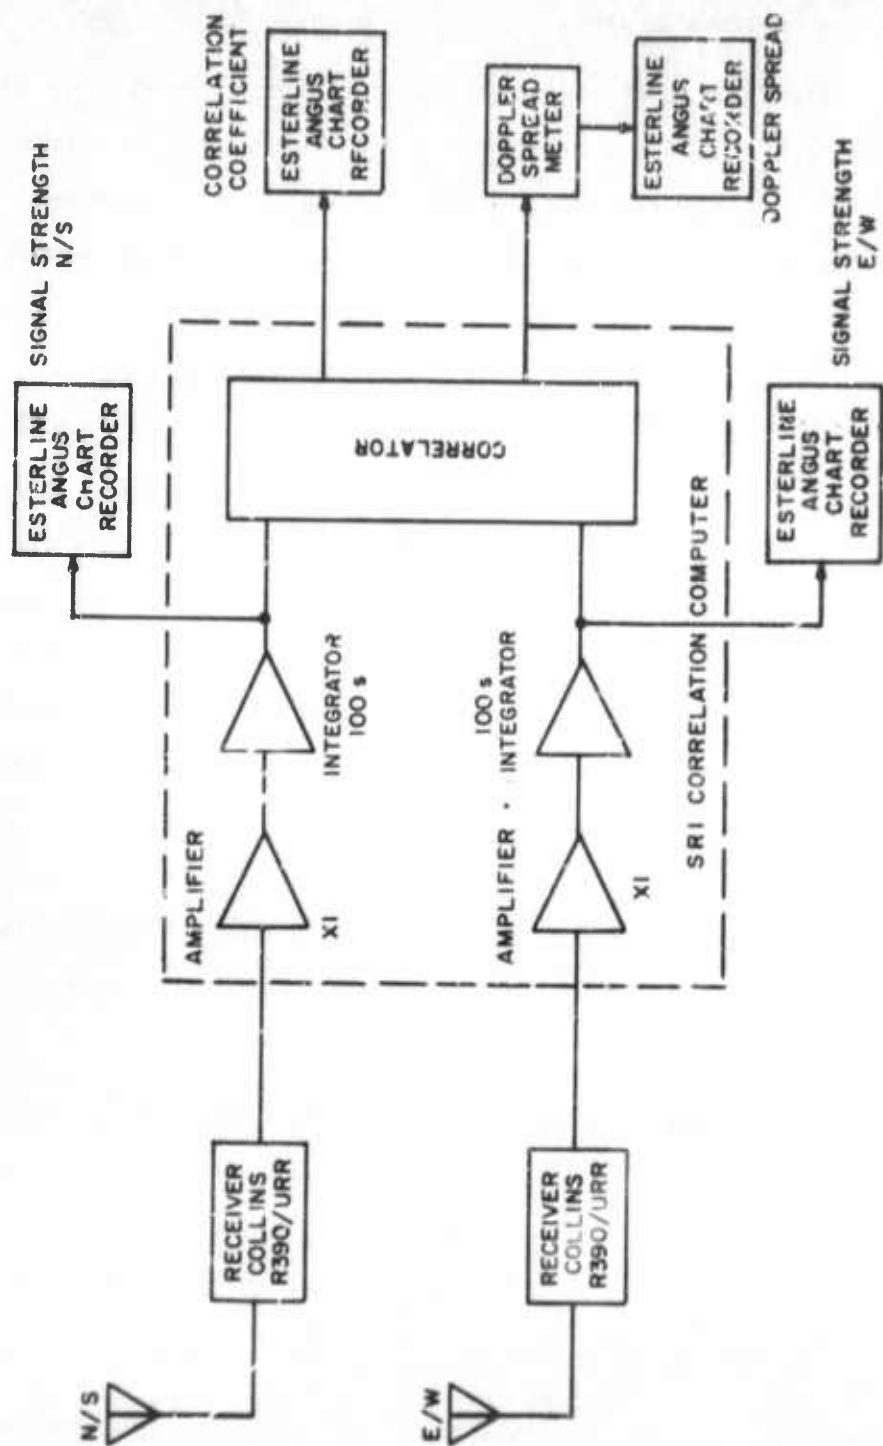 N/S
RECEIVER
COLLINS
R390/URR
AMPLIFIER
X1
INTEGRATOR
100 s
ESTERLINE
ANGUS
CHART
RECORDER
SIGNAL STRENGTH
N/S
CORRELATOR
CORRELATION
COEFFICIENT
ESTERLINE
ANGUS
CHART
RECORDER
DOPPLER
SPREAD
METER
ESTERLINE
ANGUS
CHART
RECORDER
DOPPLER SPREAD
E/W
RECEIVER
COLLINS
R390/URR
AMPLIFIER · INTEGRATOR
100 s
X1
SRI CORRELATION COMPUTER
ESTERLINE
ANGUS
CHART
RECORDER
SIGNAL STRENGTH
E/W